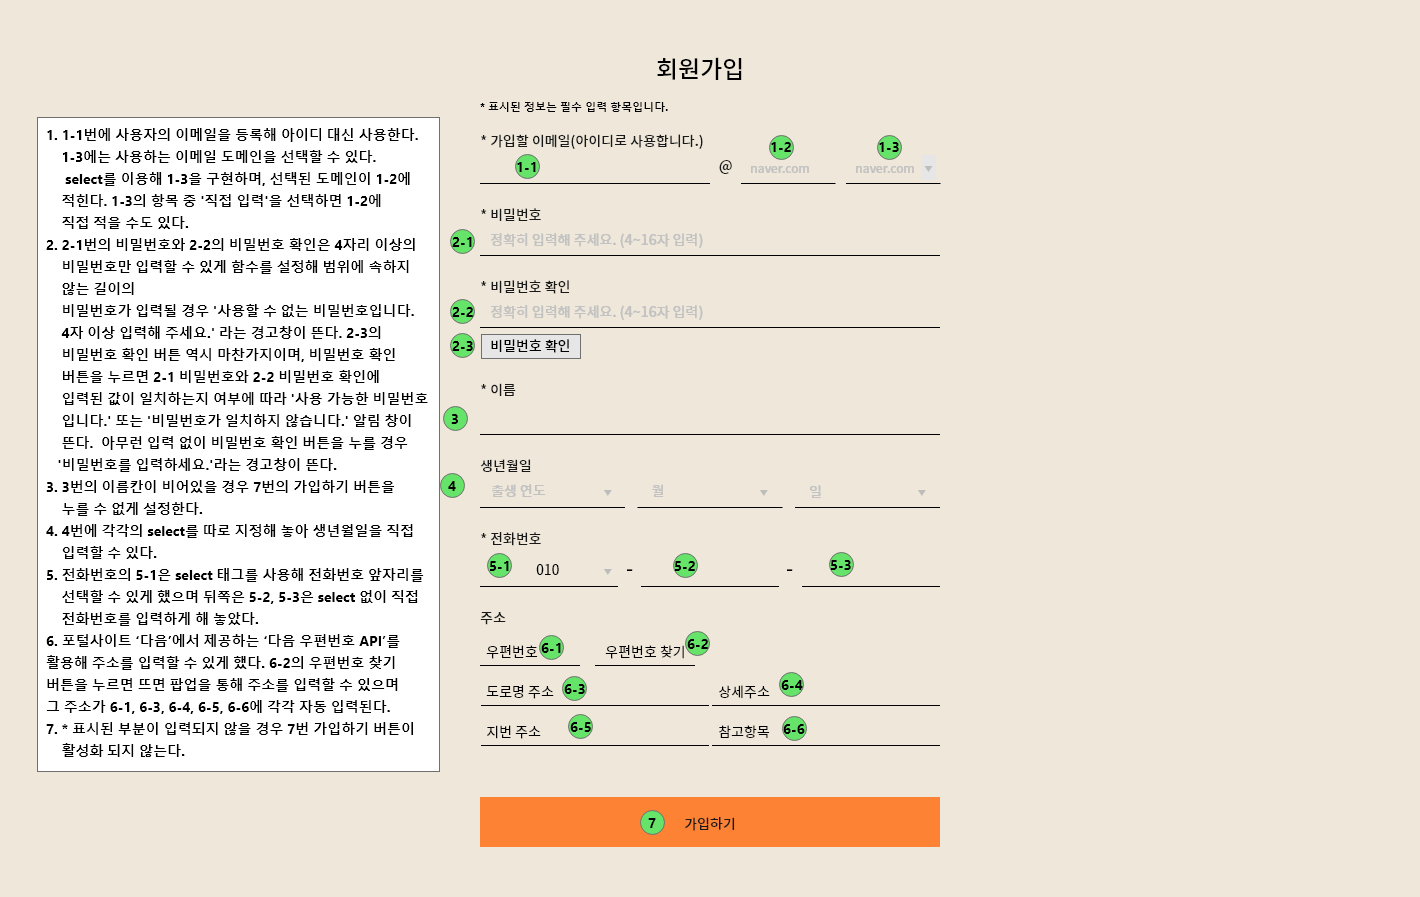 회원가입
* 표시된 정보는 필수 입력 항목입니다.
1. 1-1번에 사용자의 이메일을 등록해 아이디 대신 사용한다.
1-3에는 사용하는 이메일 도메인을 선택할 수 있다.
select를 이용해 1-3을 구현하며, 선택된 도메인이 1-2에
적힌다. 1-3의 항목 중 '직접 입력'을 선택하면 1-2에
직접 적을 수도 있다.
2. 2-1번의 비밀번호와 2-2의 비밀번호 확인은 4자리 이상의
비밀번호만 입력할 수 있게 함수를 설정해 범위에 속하지
않는 길이의
비밀번호가 입력될 경우 '사용할 수 없는 비밀번호입니다.
4자 이상 입력해 주세요.' 라는 경고창이 뜬다. 2-3의
비밀번호 확인 버튼 역시 마찬가지이며, 비밀번호 확인
버튼을 누르면 2-1 비밀번호와 2-2 비밀번호 확인에
입력된 값이 일치하는지 여부에 따라 '사용 가능한 비밀번호
입니다.' 또는 '비밀번호가 일치하지 않습니다.' 알림 창이
뜬다. 아무런 입력 없이 비밀번호 확인 버튼을 누를 경우
'비밀번호를 입력하세요.'라는 경고창이 뜬다.
3. 3번의 이름칸이 비어있을 경우 7번의 가입하기 버튼을
누를 수 없게 설정한다.
4. 4번에 각각의 select를 따로 지정해 놓아 생년월일을 직접
입력할 수 있다.
5. 전화번호의 5-1은 select 태그를 사용해 전화번호 앞자리를
선택할 수 있게 했으며 뒤쪽은 5-2, 5-3은 select 없이 직접
전화번호를 입력하게 해 놓았다.
6. 포털사이트 ‘다음’에서 제공하는 ‘다음 우편번호 API’를
활용해 주소를 입력할 수 있게 했다. 6-2의 우편번호 찾기
버튼을 누르면 뜨면 팝업을 통해 주소를 입력할 수 있으며
그 주소가 6-1, 6-3, 6-4, 6-5, 6-6에 각각 자동 입력된다.
7. * 표시된 부분이 입력되지 않을 경우 7번 가입하기 버튼이
활성화 되지 않는다.
* 가입할 이메일(아이디로 사용합니다.)
1-1 @ 1-2 naver.com 1-3 naver.com
* 비밀번호
2-1 정확히 입력해 주세요. (4~16자 입력)
* 비밀번호 확인
2-2 정확히 입력해 주세요. (4~16자 입력)
2-3 비밀번호 확인
* 이름
3
생년월일
4 출생 연도 월 일
* 전화번호
5-1 010 - 5-2 - 5-3
주소
우편번호 6-1 우편번호 찾기 6-2
도로명 주소 6-3 상세주소 6-4
지번 주소 6-5 참고항목 6-6
7 가입하기